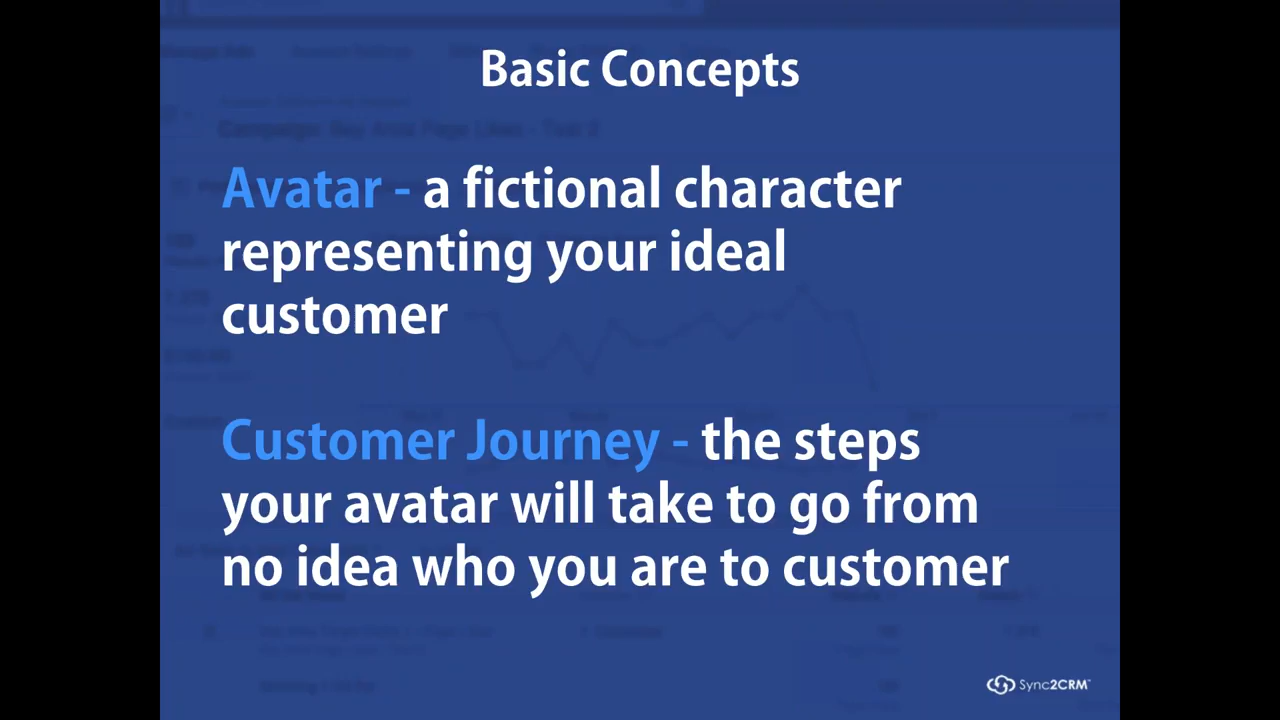 Basic Concepts
Avatar - a fictional character
representing your ideal
customer
Customer Journey - the steps
your avatar will take to go from
no idea who you are to customer
Sync2CRM